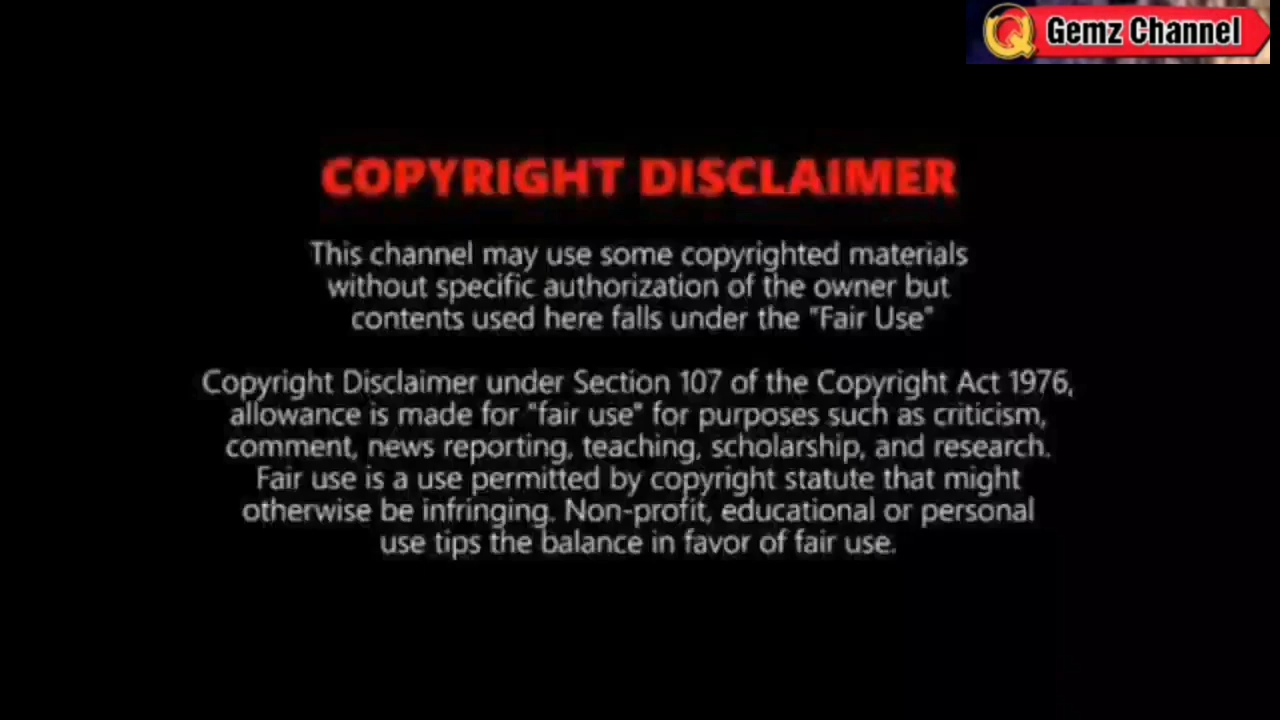 Gemz Channel
COPYRIGHT DISCLAIMER
This channel may use some copyrighted materials
without specific authorization of the owner but
contents used here falls under the "Fair Use"
Copyright Disclaimer under Section 107 of the Copyright Act 1976,
allowance is made for "fair use" for purposes such as criticism,
comment, news reporting, teaching, scholarship, and research.
Fair use is a use permitted by copyright statute that might
otherwise be infringing. Non-profit, educational or personal
use tips the balance in favor of fair use.